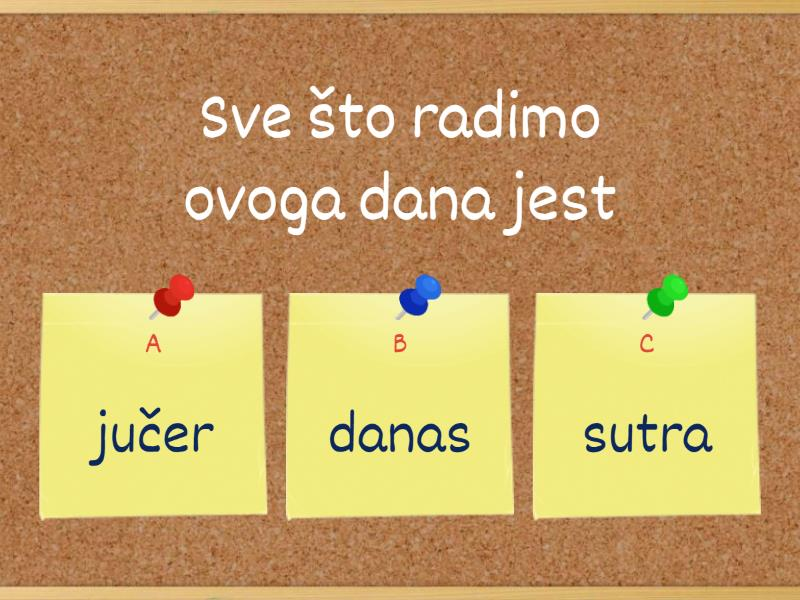 Sve što radimo
ovoga dana jest
A
jučer
B
danas
C
sutra